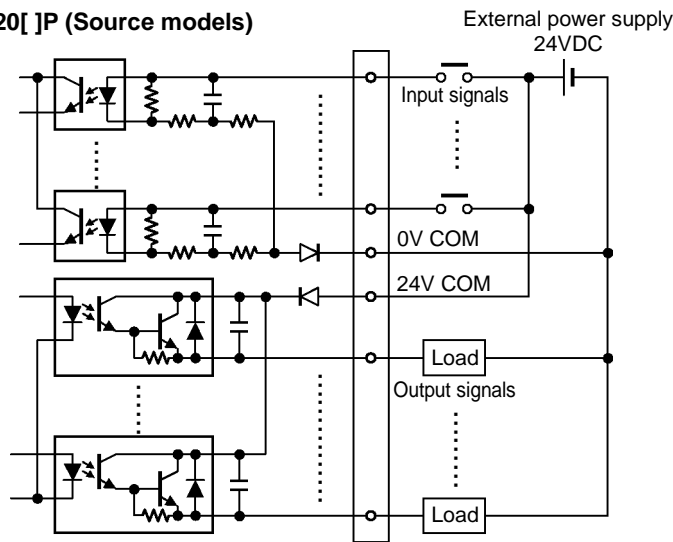 20[ ]P (Source models)
External power supply
24VDC
Input signals
0V COM
24V COM
Load
Output signals
Load